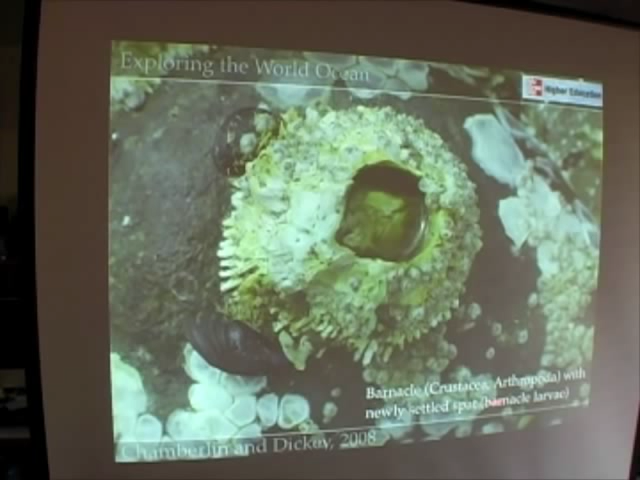 Exploring the World Ocean
Higher Education
Barnacle (Crustacea, Arthropoda) with
newly settled spat (barnacle larvae)
Chamberlin and Dickey, 2008